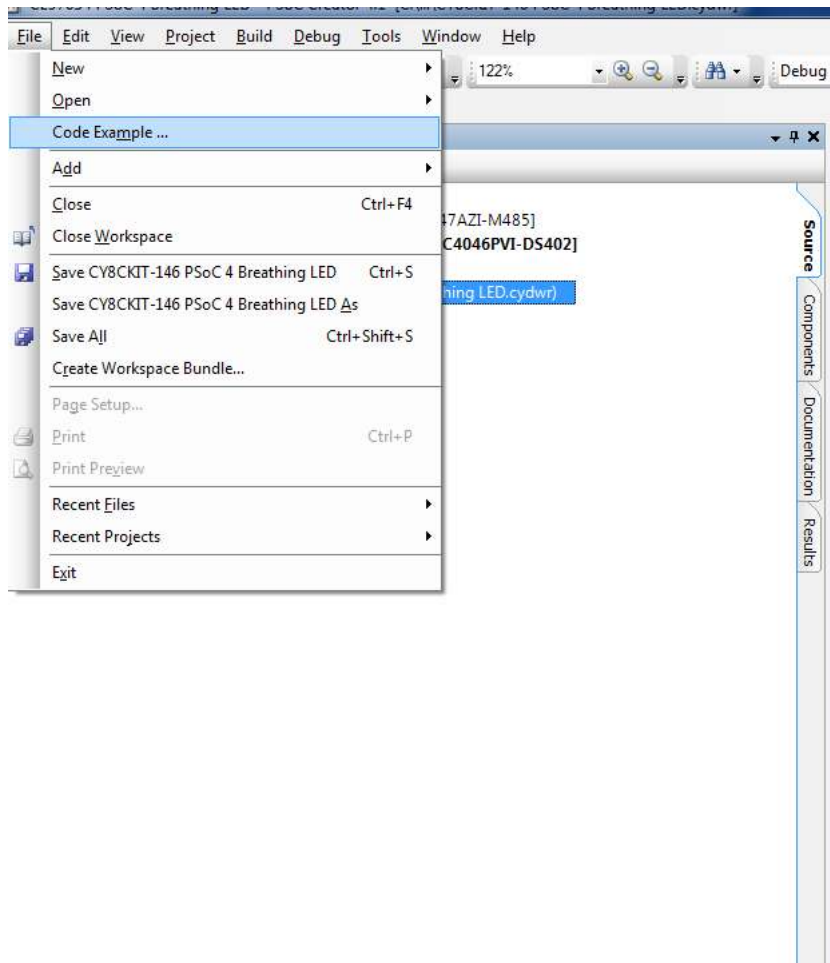 File Edit View Project Build Debug Tools Window Help
122% Debug
New
Open
Code Example ...
Add
Close Ctrl+F4
Close Workspace
Save CY8CKIT-146 PSoC 4 Breathing LED Ctrl+S
Save CY8CKIT-146 PSoC 4 Breathing LED As
Save All Ctrl+Shift+S
Create Workspace Bundle...
Page Setup...
Print Ctrl+P
Print Preview
Recent Files
Recent Projects
Exit
47AZI-M485]
C4046PVI-DS402]
hing LED.cydwr)
Source
Components
Documentation
Results